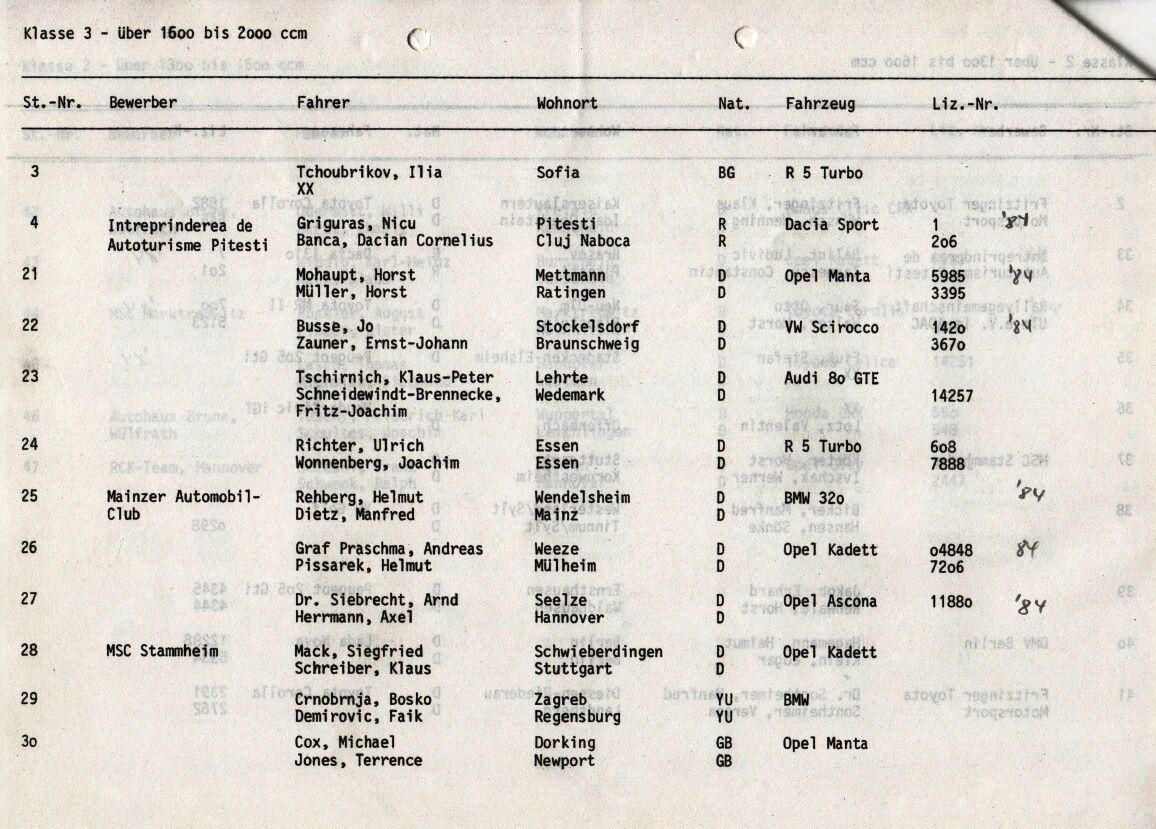 Klasse 3 - über 16oo bis 2ooo ccm
St.-Nr. Bewerber Fahrer Wohnort Nat. Fahrzeug Liz.-Nr.
3 Tchoubrikov, Ilia Sofia BG R 5 Turbo
XX
4 Intreprinderea de Griguras, Nicu Pitesti R Dacia Sport 1 '84
Autoturisme Pitesti Banca, Dacian Cornelius Cluj Naboca R 2o6
21 Mohaupt, Horst Mettmann D Opel Manta 5985 '84
Müller, Horst Ratingen D 3395
22 Busse, Jo Stockelsdorf D VW Scirocco 142o '84
Zauner, Ernst-Johann Braunschweig D 367o
23 Tschirnich, Klaus-Peter Lehrte D Audi 8o GTE
Schneidewindt-Brennecke, Wedemark D 14257
Fritz-Joachim
24 Richter, Ulrich Essen D R 5 Turbo 6o8
Wonnenberg, Joachim Essen D 7888
25 Mainzer Automobil- Rehberg, Helmut Wendelsheim D BMW 32o '84
Club Dietz, Manfred Mainz D
26 Graf Praschma, Andreas Weeze D Opel Kadett o4848 84
Pissarek, Helmut Mülheim D 72o6
27 Dr. Siebrecht, Arnd Seelze D Opel Ascona 1188o '84
Herrmann, Axel Hannover D
28 MSC Stammheim Mack, Siegfried Schwieberdingen D Opel Kadett
Schreiber, Klaus Stuttgart D
29 Crnobrnja, Bosko Zagreb YU BMW
Demirovic, Faik Regensburg YU
3o Cox, Michael Dorking GB Opel Manta
Jones, Terrence Newport GB